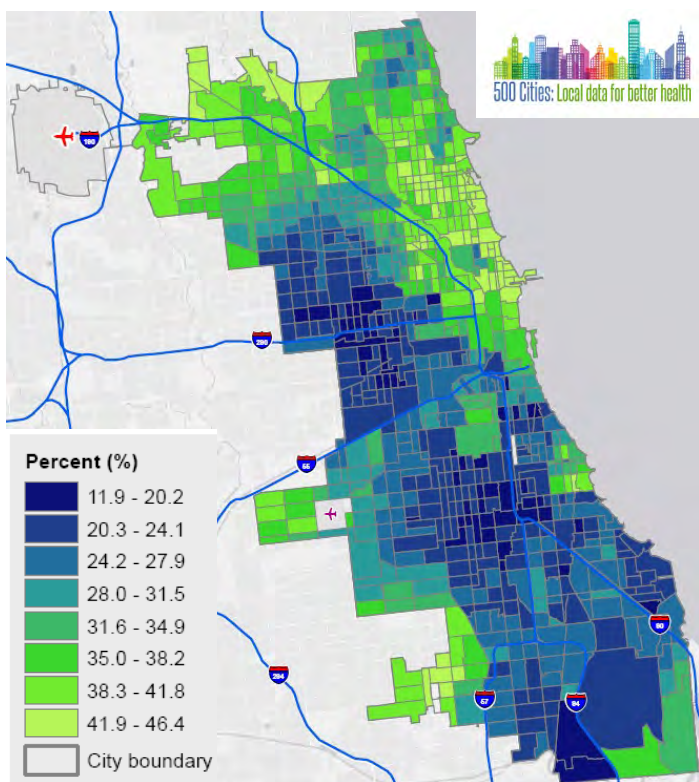 500 Cities: Local data for better health
190
290
55
Percent (%)
11.9 - 20.2
20.3 - 24.1
24.2 - 27.9
28.0 - 31.5
31.6 - 34.9
35.0 - 38.2
38.3 - 41.8
41.9 - 46.4
City boundary
90
294
57
94